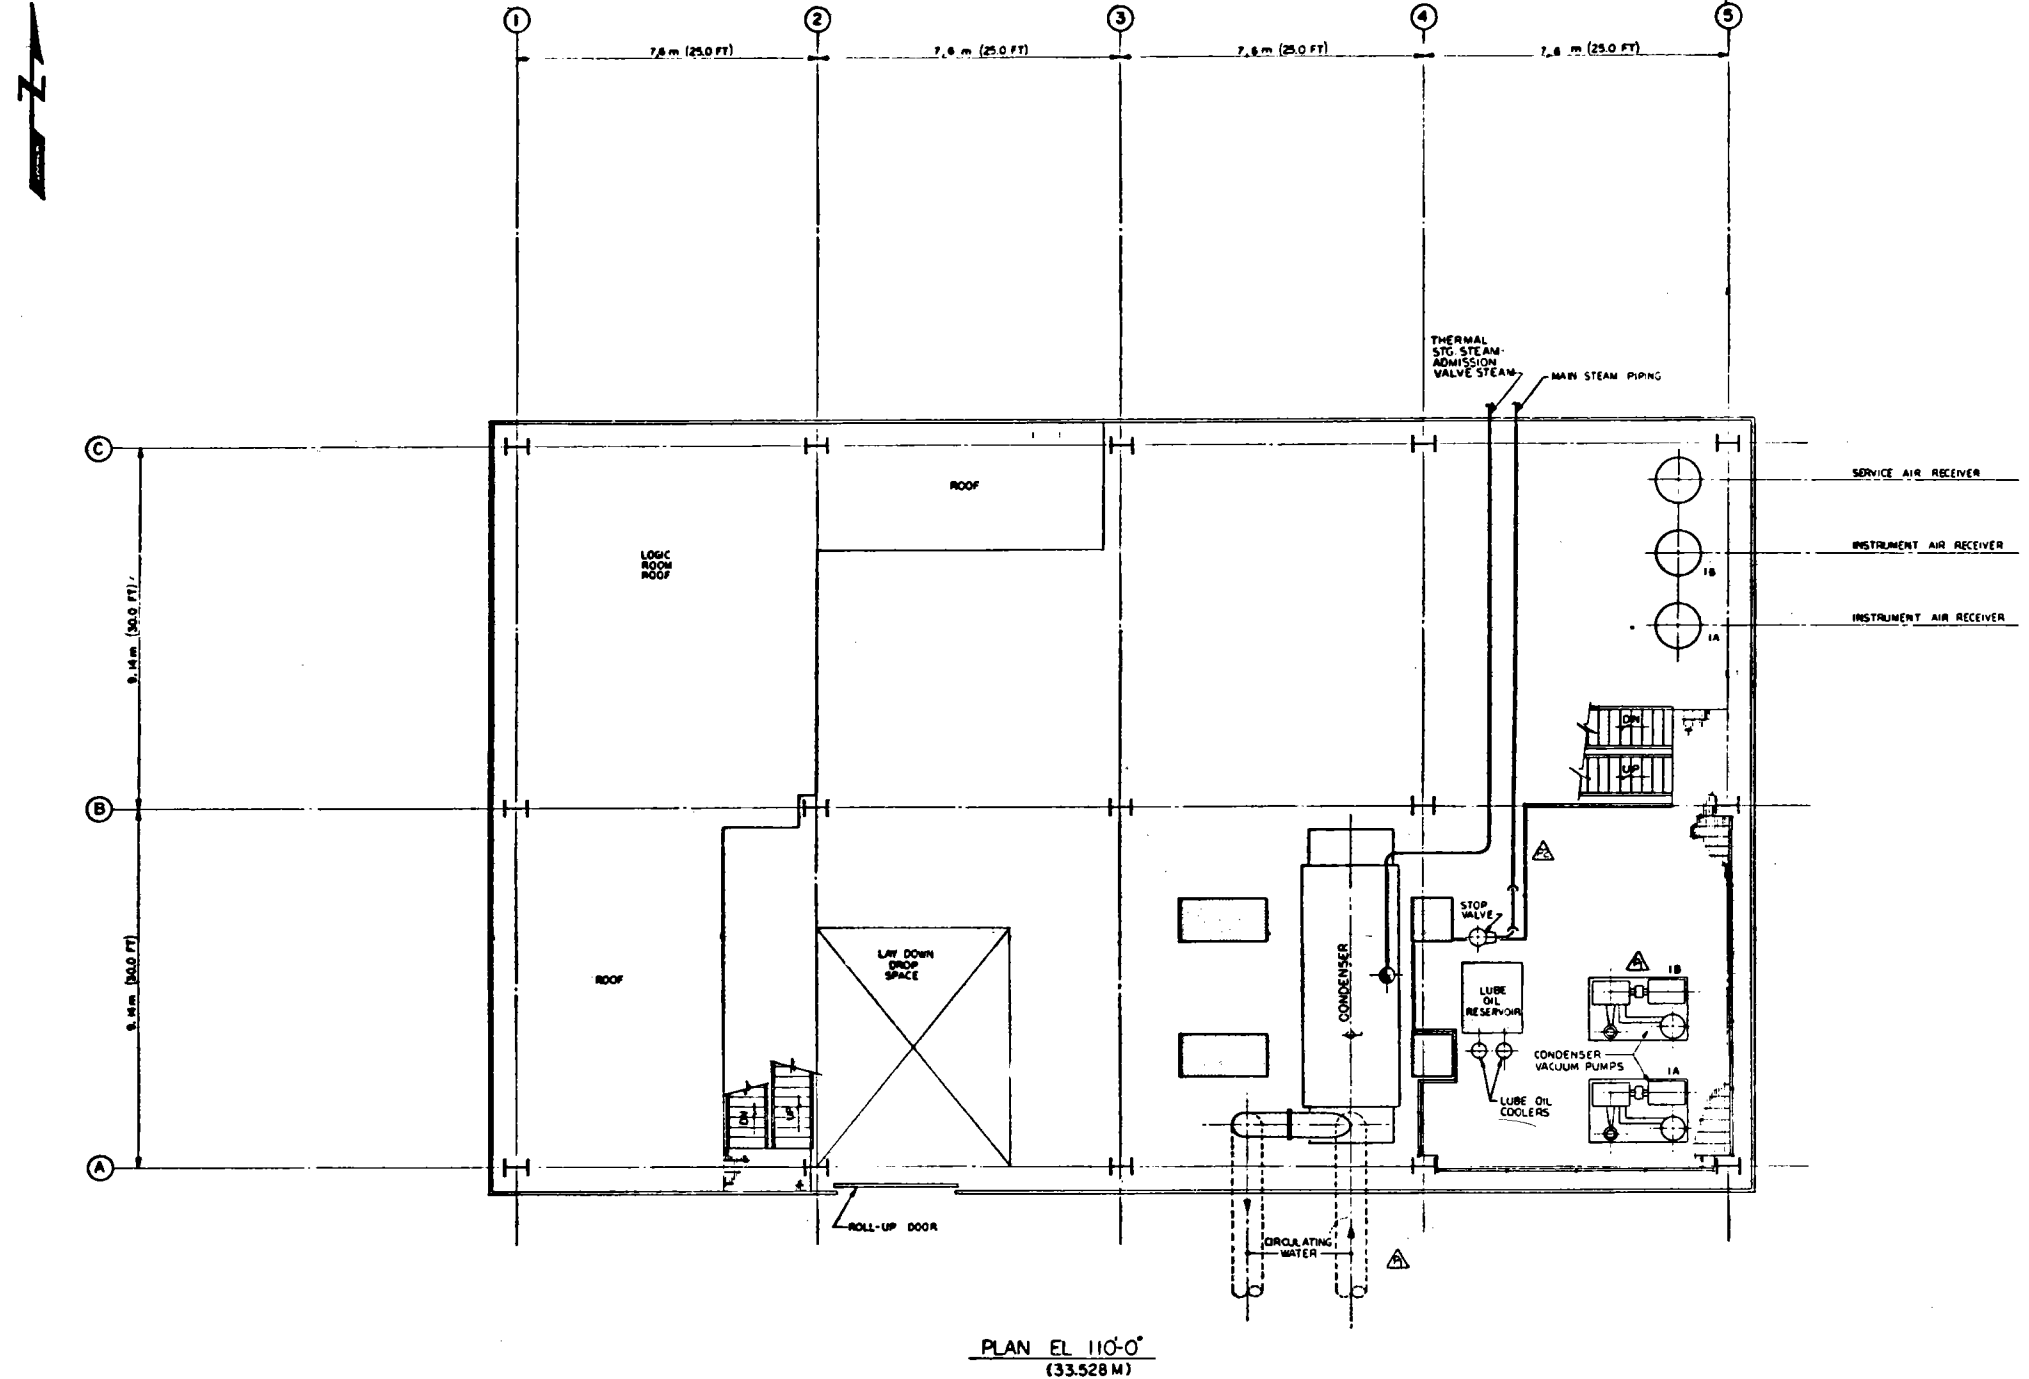 1
2
3
4
5
7,6 m (25.0 FT)
7,6 m (25.0 FT)
7,6 m (25.0 FT)
7,6 m (25.0 FT)
N
THERMAL
STG. STEAM-
ADMISSION
VALVE STEAM
MAIN STEAM PIPING
C
SERVICE AIR RECEIVER
ROOF
LOGIC
ROOM
ROOF
INSTRUMENT AIR RECEIVER
1B
9,14m (30.0 FT)
INSTRUMENT AIR RECEIVER
1A
DN
UP
B
STOP
VALVE
9,14m (30.0 FT)
ROOF
LAY DOWN
DROP
SPACE
CONDENSER
LUBE
OIL
RESERVOIR
1B
CONDENSER
VACUUM PUMPS
1A
LUBE OIL
COOLERS
DN
UP
A
ROLL-UP DOOR
CIRCULATING
WATER
PLAN EL 110'-0"
(33.528 M)